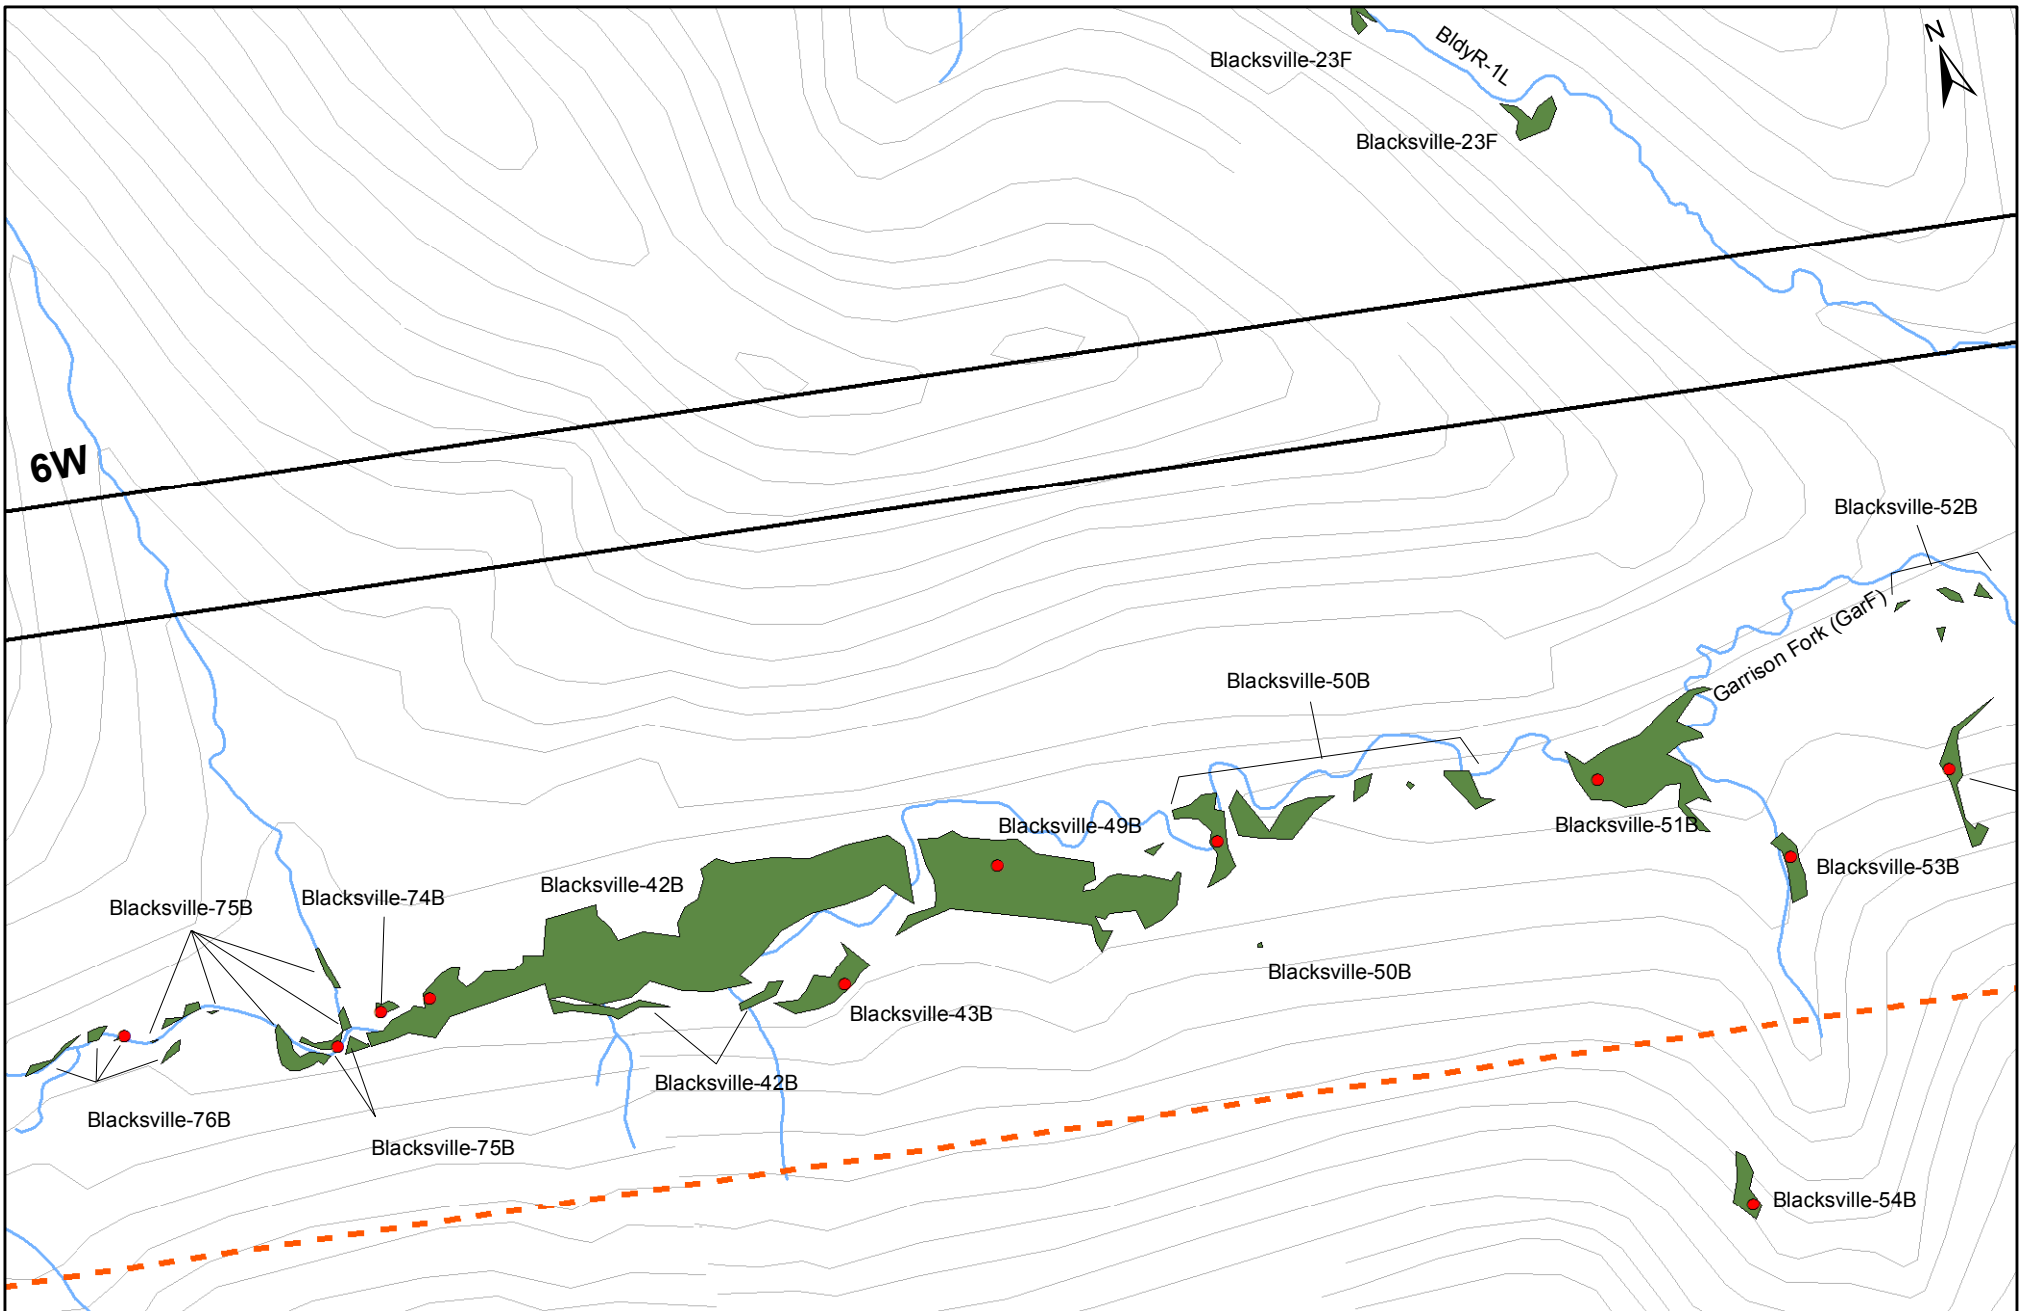 N
BldyR-1L
Blacksville-23F
Blacksville-23F
6W
Blacksville-52B
Garrison Fork (GarF)
Blacksville-50B
Blacksville-49B
Blacksville-51B
Blacksville-53B
Blacksville-42B
Blacksville-74B
Blacksville-75B
Blacksville-50B
Blacksville-43B
Blacksville-42B
Blacksville-76B
Blacksville-75B
Blacksville-54B